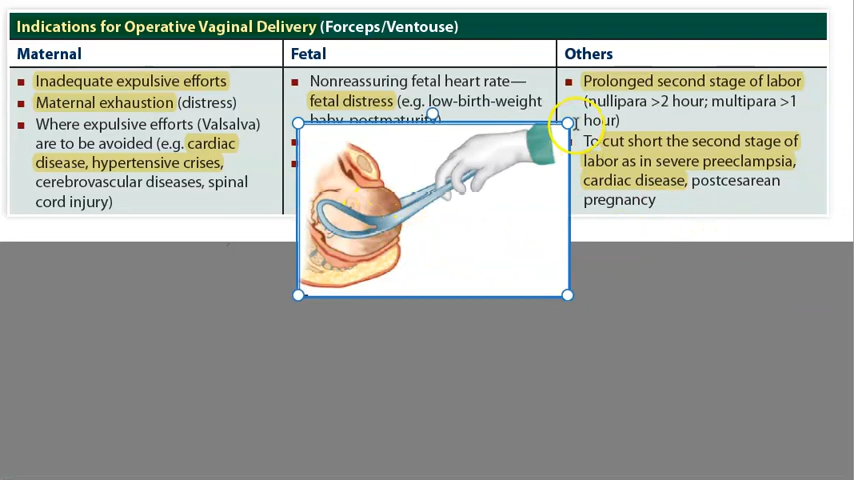 Indications for Operative Vaginal Delivery (Forceps/Ventouse)
Maternal
Inadequate expulsive efforts
Maternal exhaustion (distress)
Where expulsive efforts (Valsalva)
are to be avoided (e.g. cardiac
disease, hypertensive crises,
cerebrovascular diseases, spinal
cord injury)
Fetal
Nonreassuring fetal heart rate—
fetal distress (e.g. low-birth-weight
baby, postmaturity)
Others
Prolonged second stage of labor
(nullipara >2 hour; multipara >1
hour)
To cut short the second stage of
labor as in severe preeclampsia,
cardiac disease, postcesarean
pregnancy